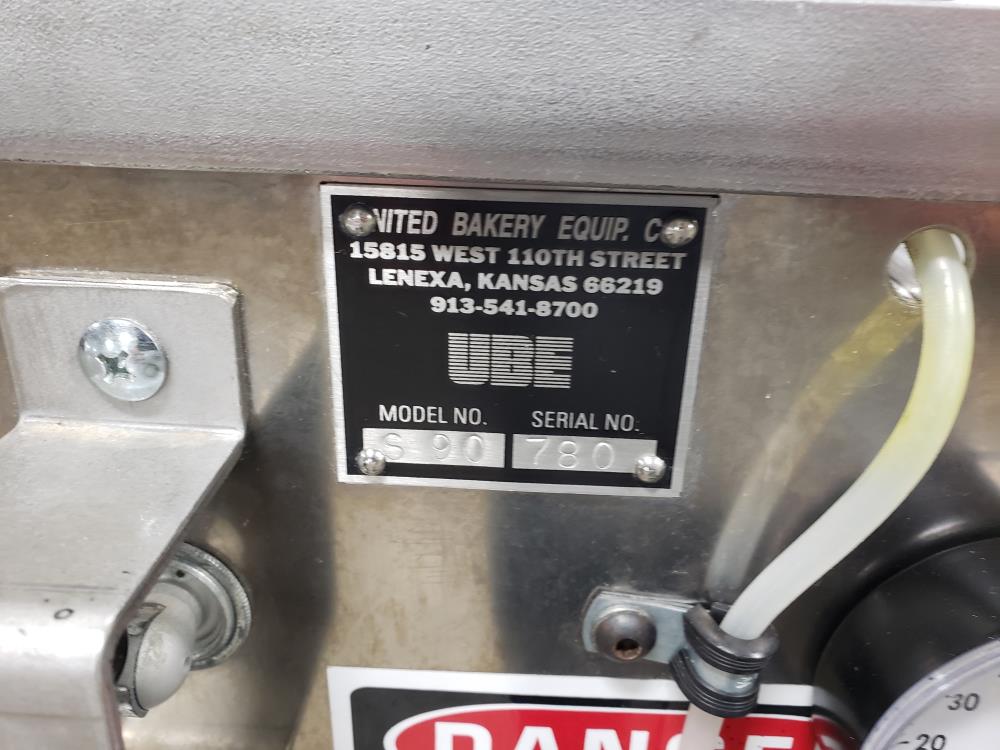 NITED BAKERY EQUIP. C
15815 WEST 110TH STREET
LENEXA, KANSAS 66219
913-541-8700
UBE
MODEL NO. SERIAL NO.
S 90 780
30
20
DANGE